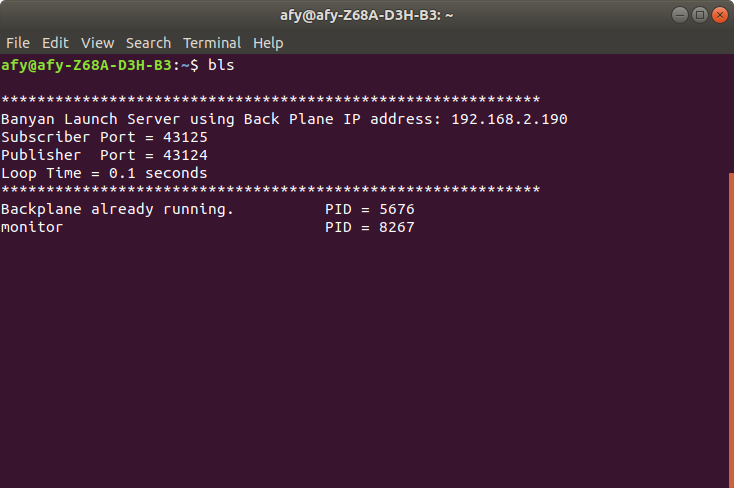 afy@afy-Z68A-D3H-B3: ~
File Edit View Search Terminal Help
afy@afy-Z68A-D3H-B3:~$ bls
************************************************************
Banyan Launch Server using Back Plane IP address: 192.168.2.190
Subscriber Port = 43125
Publisher  Port = 43124
Loop Time = 0.1 seconds
************************************************************
Backplane already running.          PID = 5676
monitor                             PID = 8267